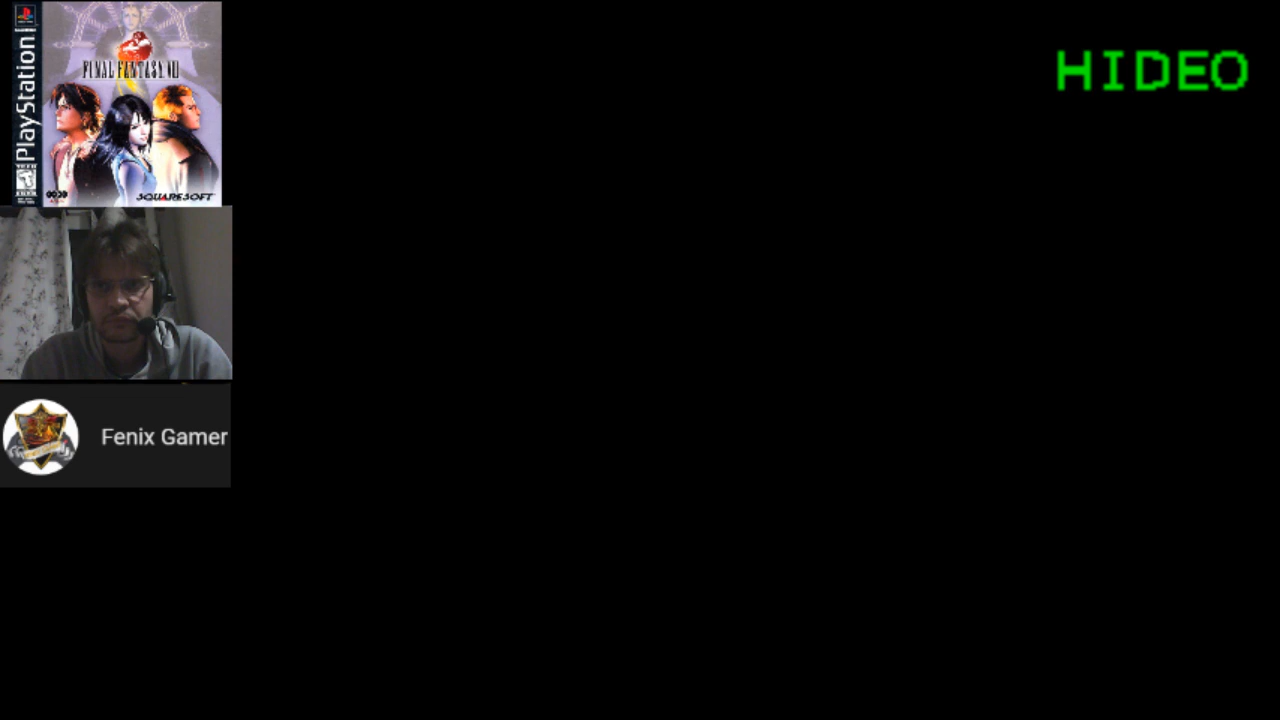 PlayStation
FINAL FANTASY VIII
SQUARESOFT
HIDEO
Fenix Gamer